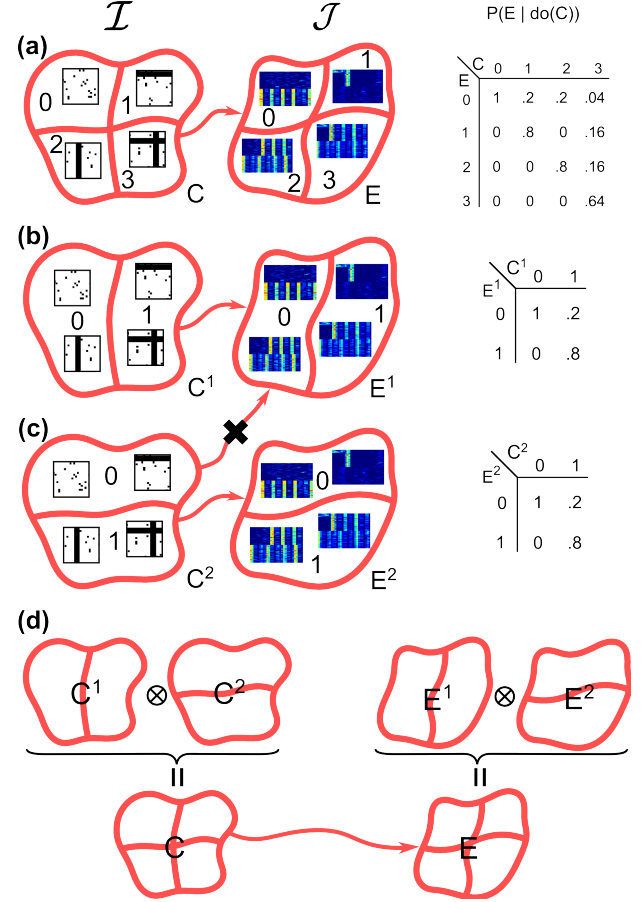 𝓘 𝓙 P(E | do(C))
(a)
0 1 2 3 C
0 1 2 3 E
C 0 1 2 3
E
0 1 .2 .2 .04
1 0 .8 0 .16
2 0 0 .8 .16
3 0 0 0 .64
(b)
0 1 C¹
0 1 E¹
C¹ 0 1
E¹
0 1 .2
1 0 .8
(c)
0 1 C²
0 1 E²
C² 0 1
E²
0 1 .2
1 0 .8
(d)
C¹ ⊗ C² E¹ ⊗ E²
= =
C E